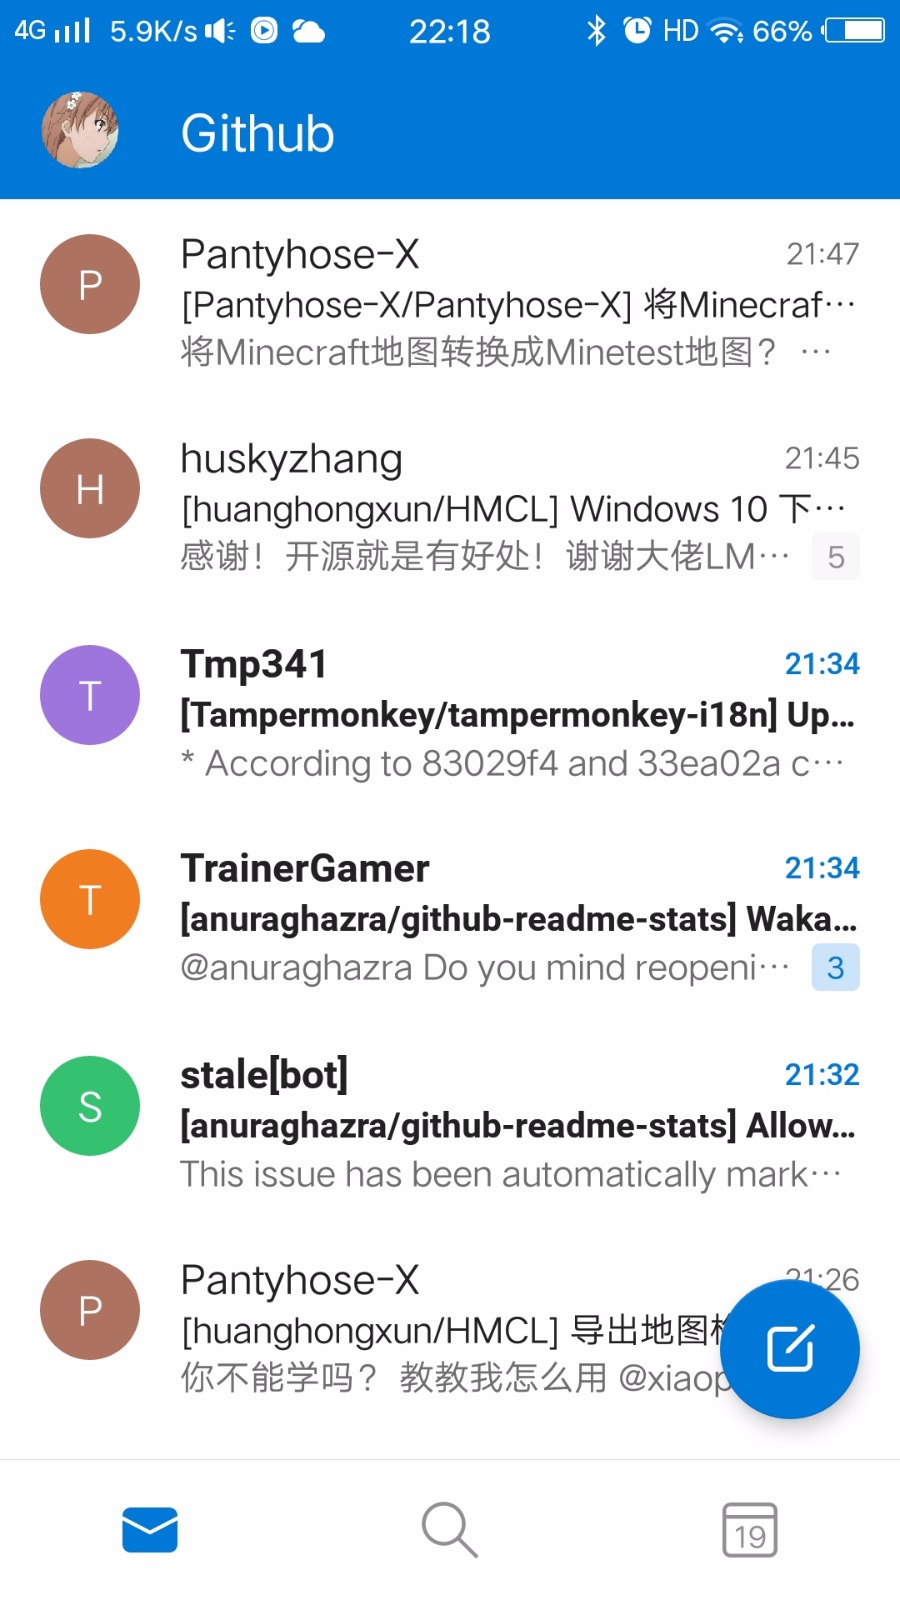 4G 5.9K/s 22:18 HD 66%
Github
P Pantyhose-X 21:47
[Pantyhose-X/Pantyhose-X] 将Minecraf…
将Minecraft地图转换成Minetest地图？ …
H huskyzhang 21:45
[huanghongxun/HMCL] Windows 10 下…
感谢！开源就是有好处！谢谢大佬LM… 5
T Tmp341 21:34
[Tampermonkey/tampermonkey-i18n] Up...
* According to 83029f4 and 33ea02a c…
T TrainerGamer 21:34
[anuraghazra/github-readme-stats] Waka...
@anuraghazra Do you mind reopeni… 3
S stale[bot] 21:32
[anuraghazra/github-readme-stats] Allow...
This issue has been automatically mark…
P Pantyhose-X 21:26
[huanghongxun/HMCL] 导出地图
你不能学吗？ 教教我怎么用 @xiaop
19